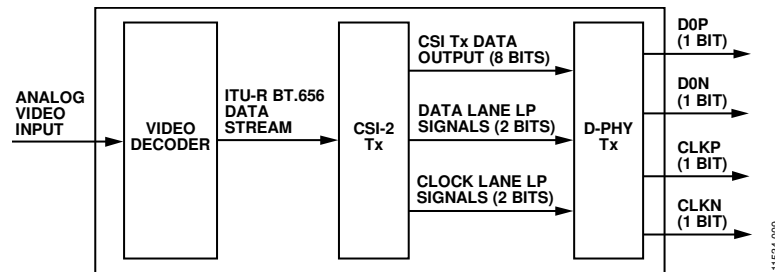 ANALOG
VIDEO
INPUT
VIDEO
DECODER
ITU-R BT.656
DATA
STREAM
CSI-2
Tx
CSI Tx DATA
OUTPUT (8 BITS)
DATA LANE LP
SIGNALS (2 BITS)
CLOCK LANE LP
SIGNALS (2 BITS)
D-PHY
Tx
D0P
(1 BIT)
D0N
(1 BIT)
CLKP
(1 BIT)
CLKN
(1 BIT)